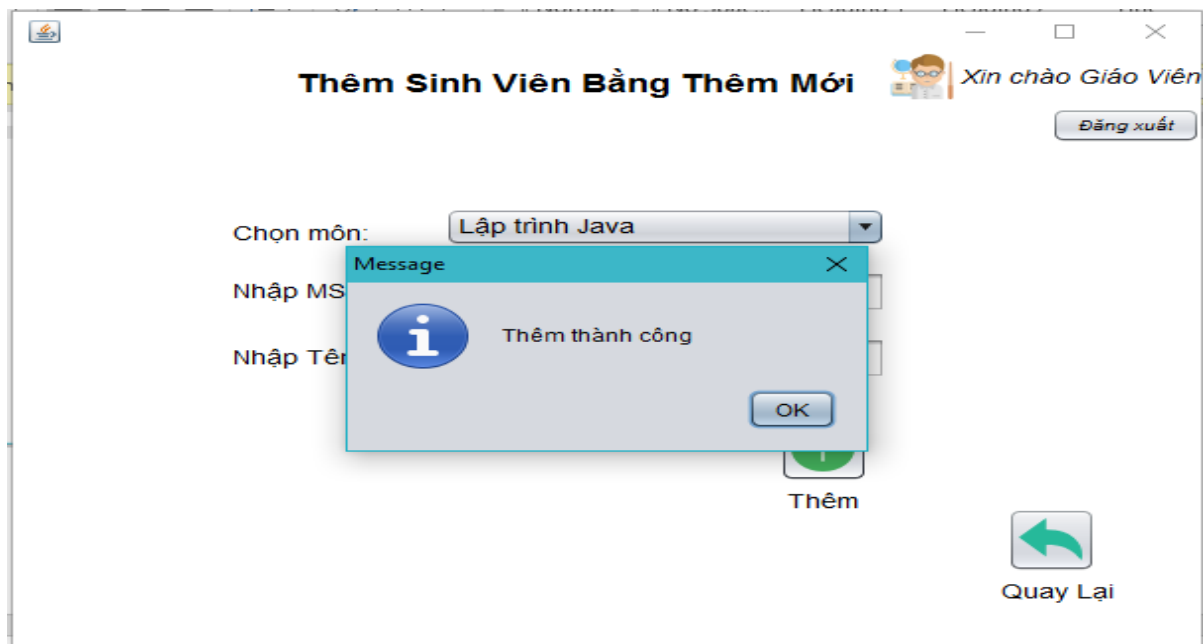 Thêm Sinh Viên Bằng Thêm Mới
Xin chào Giáo Viên
Đăng xuất
Chọn môn:
Lập trình Java
Message
Nhập MS
Thêm thành công
Nhập Tên
OK
Thêm
Quay Lại